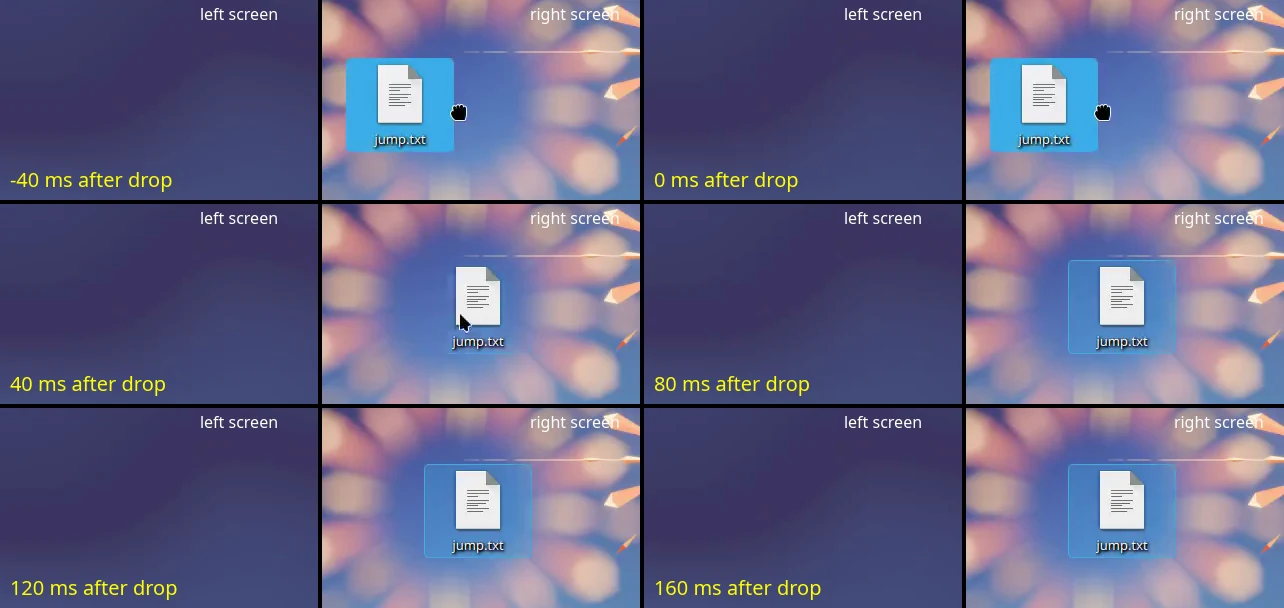 left screen
right screen
jump.txt
-40 ms after drop
left screen
right screen
jump.txt
0 ms after drop
left screen
right screen
jump.txt
40 ms after drop
left screen
right screen
jump.txt
80 ms after drop
left screen
right screen
jump.txt
120 ms after drop
left screen
right screen
jump.txt
160 ms after drop